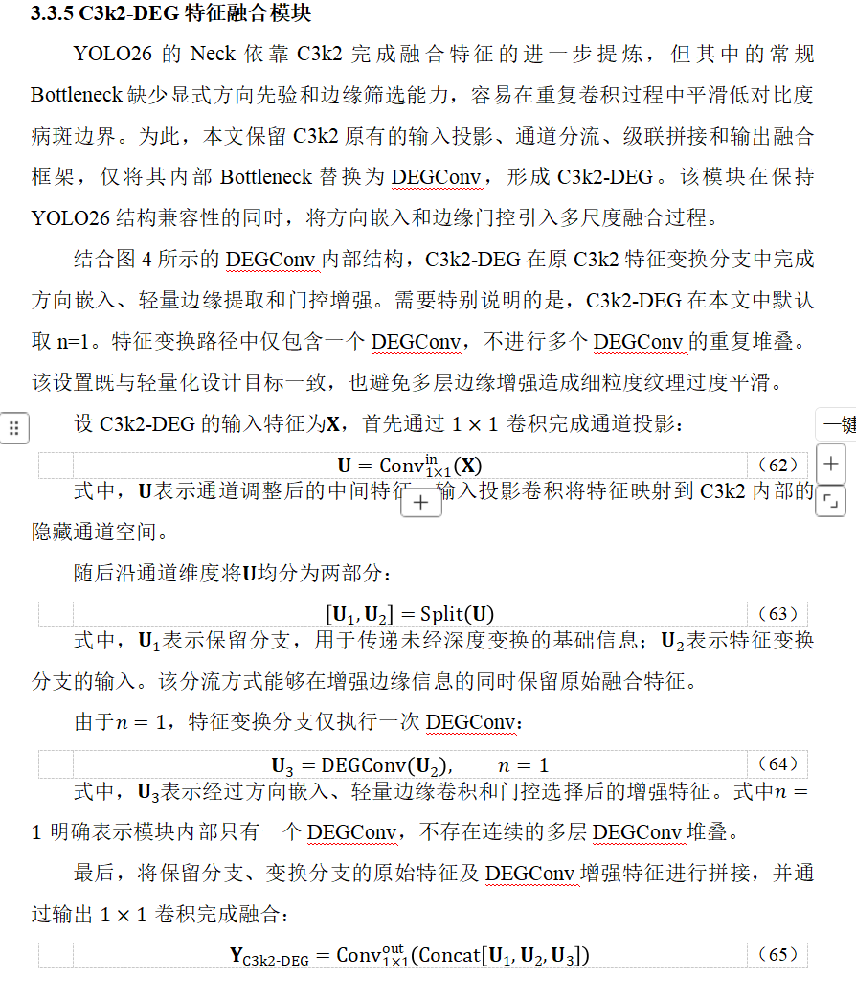 3.3.5 C3k2-DEG 特征融合模块
YOLO26 的 Neck 依靠 C3k2 完成融合特征的进一步提炼，但其中的常规
Bottleneck 缺少显式方向先验和边缘筛选能力，容易在重复卷积过程中平滑低对比度
病斑边界。为此，本文保留 C3k2 原有的输入投影、通道分流、级联拼接和输出融合
框架，仅将其内部 Bottleneck 替换为 DEGConv，形成 C3k2-DEG。该模块在保持
YOLO26 结构兼容性的同时，将方向嵌入和边缘门控引入多尺度融合过程。
结合图 4 所示的 DEGConv 内部结构，C3k2-DEG 在原 C3k2 特征变换分支中完成
方向嵌入、轻量边缘提取和门控增强。需要特别说明的是，C3k2-DEG 在本文中默认
取 n=1。特征变换路径中仅包含一个 DEGConv，不进行多个 DEGConv 的重复堆叠。
该设置既与轻量化设计目标一致，也避免多层边缘增强造成细粒度纹理过度平滑。
设 C3k2-DEG 的输入特征为X，首先通过 1 × 1 卷积完成通道投影：
一键
U = Conv^{in}_{1×1}(X) （62）
式中，U表示通道调整后的中间特征 输入投影卷积将特征映射到 C3k2 内部的
隐藏通道空间。
随后沿通道维度将U均分为两部分：
[U₁, U₂] = Split(U) （63）
式中，U₁表示保留分支，用于传递未经深度变换的基础信息；U₂表示特征变换
分支的输入。该分流方式能够在增强边缘信息的同时保留原始融合特征。
由于n = 1，特征变换分支仅执行一次 DEGConv：
U₃ = DEGConv(U₂), n = 1 （64）
式中，U₃表示经过方向嵌入、轻量边缘卷积和门控选择后的增强特征。式中n =
1 明确表示模块内部只有一个 DEGConv，不存在连续的多层 DEGConv 堆叠。
最后，将保留分支、变换分支的原始特征及 DEGConv 增强特征进行拼接，并通
过输出 1 × 1 卷积完成融合：
Y_{C3k2-DEG} = Conv^{out}_{1×1}(Concat[U₁, U₂, U₃]) （65）